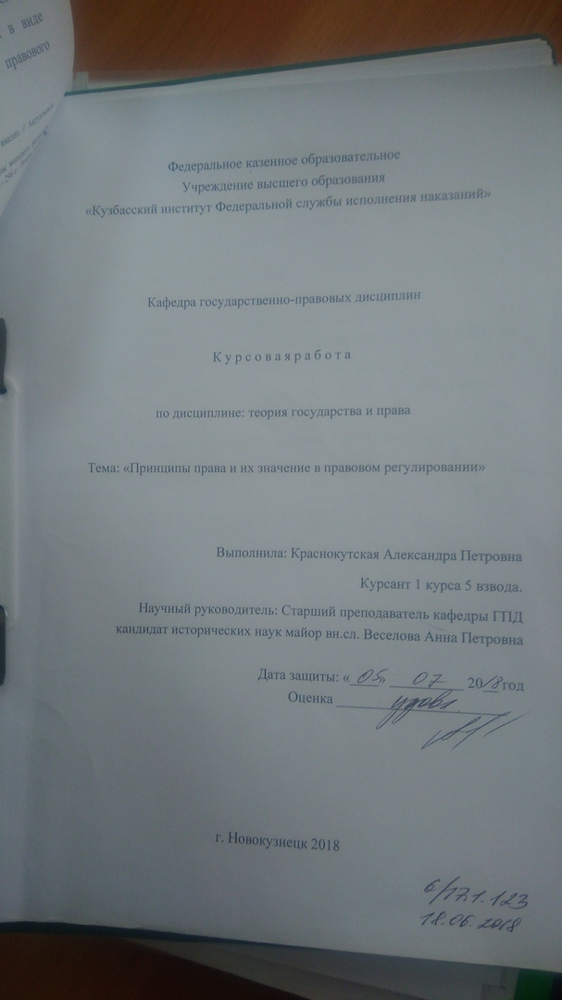 в виде
правового
Федеральное казенное образовательное
Учреждение высшего образования
«Кузбасский институт Федеральной службы исполнения наказаний»
Кафедра государственно-правовых дисциплин
К у р с о в а я р а б о т а
по дисциплине: теория государства и права
Тема: «Принципы права и их значение в правовом регулировании»
Выполнила: Краснокутская Александра Петровна
Курсант 1 курса 5 взвода.
Научный руководитель: Старший преподаватель кафедры ГПД
кандидат исторических наук майор вн.сл. Веселова Анна Петровна
Дата защиты: «05» 07 2018 год
Оценка удовл.
г. Новокузнецк 2018
6/17.1.123
18.06.2018